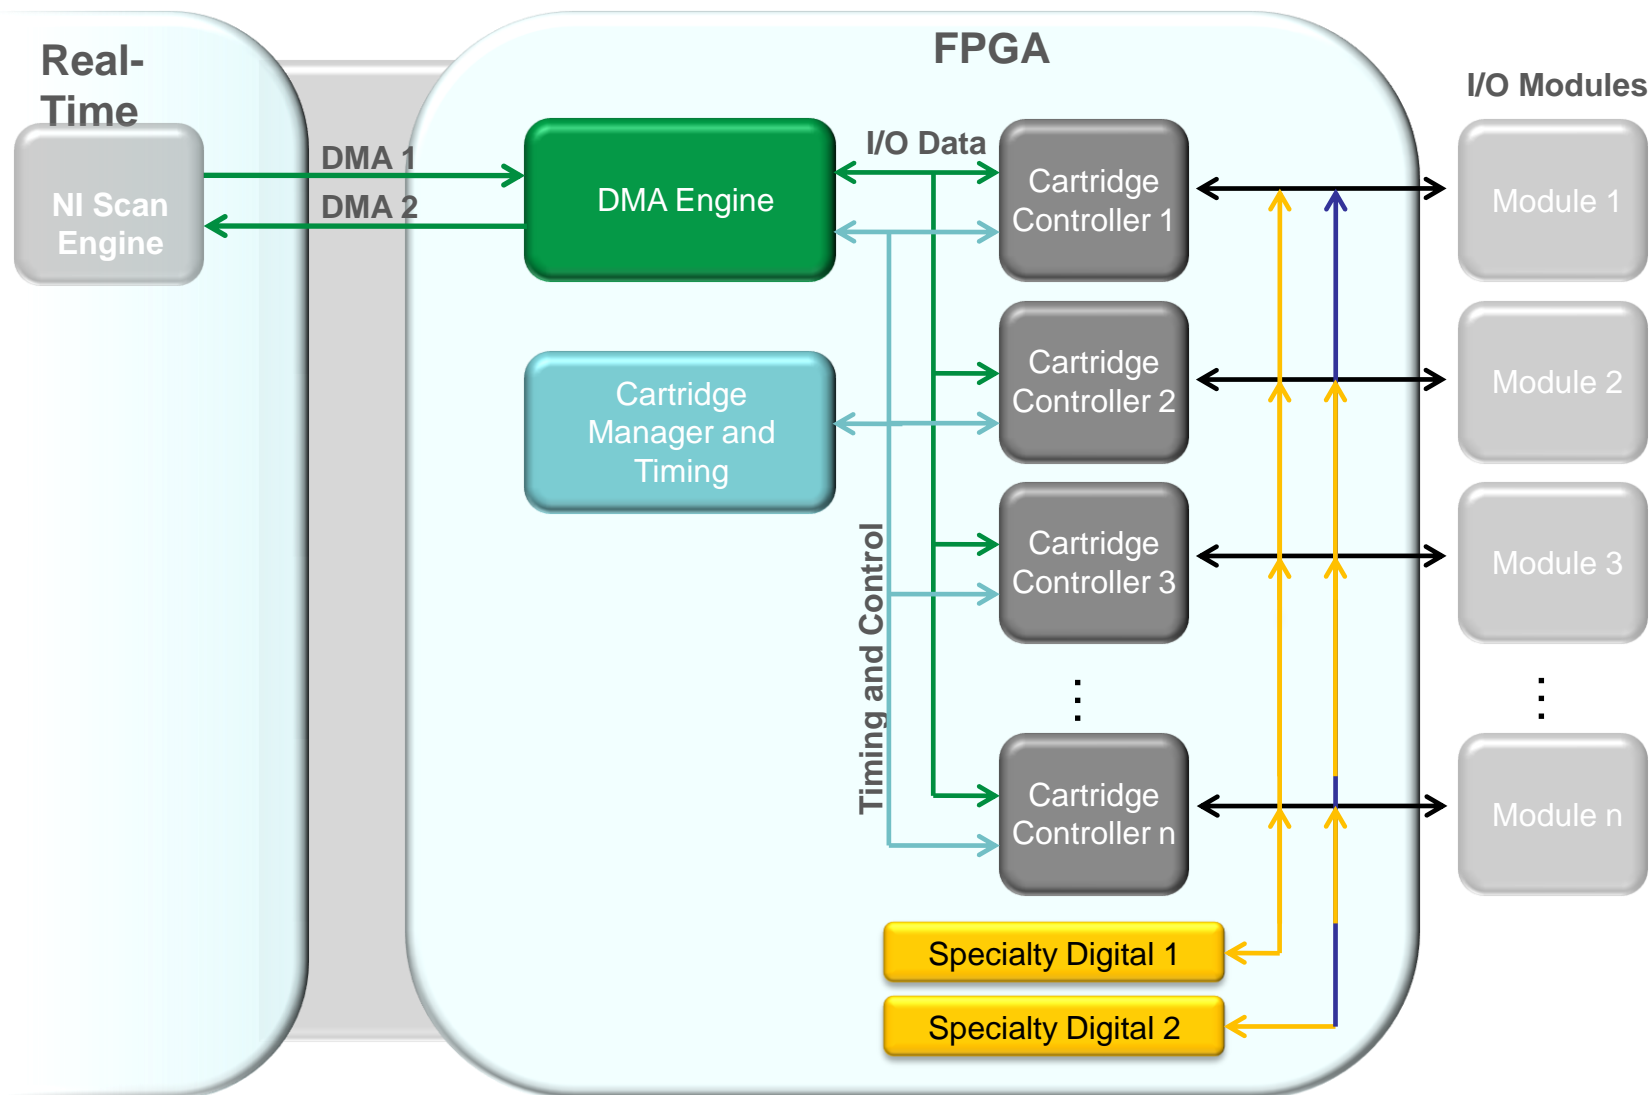 Real-
Time
FPGA
I/O Modules
NI Scan
Engine
DMA 1
DMA 2
DMA Engine
I/O Data
Cartridge
Controller 1
Module 1
Cartridge
Manager and
Timing
Cartridge
Controller 2
Module 2
Timing and Control
Cartridge
Controller 3
Module 3
⋮
⋮
Cartridge
Controller n
Module n
Specialty Digital 1
Specialty Digital 2